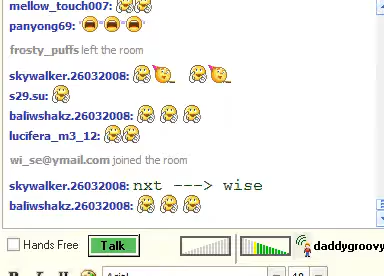 mellow_touch007:
panyong69: " " "
frosty_puffs left the room
skywalker.26032008:
s29.su:
baliwshakz.26032008:
lucifera_m3_12:
wi_se@ymail.com joined the room
skywalker.26032008: nxt ---> wise
baliwshakz.26032008:
Hands Free Talk daddygroovy